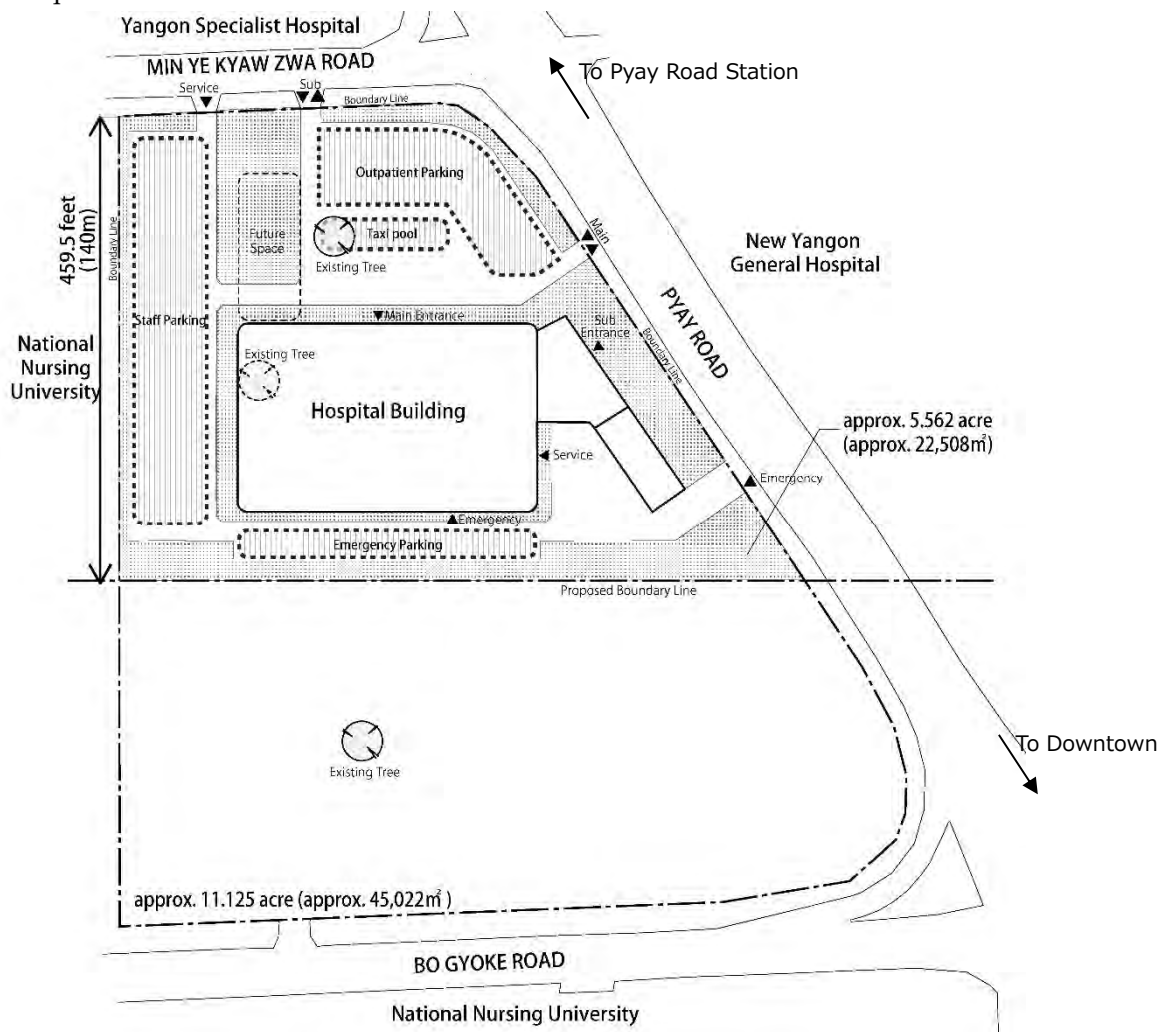 Yangon Specialist Hospital
MIN YE KYAW ZWA ROAD
To Pyay Road Station
Service
Sub
Boundary Line
Outpatient Parking
459.5 feet
(140m)
Boundary Line
Future
Space
Taxi pool
Existing Tree
Main
New Yangon
General Hospital
PYAY ROAD
Staff Parking
Main Entrance
Sub
Entrance
Boundary Line
National
Nursing
University
Existing Tree
Hospital Building
approx. 5.562 acre
(approx. 22,508㎡)
Service
Emergency
Emergency
Emergency Parking
Proposed Boundary Line
Existing Tree
To Downtown
approx. 11.125 acre (approx. 45,022㎡ )
BO GYOKE ROAD
National Nursing University